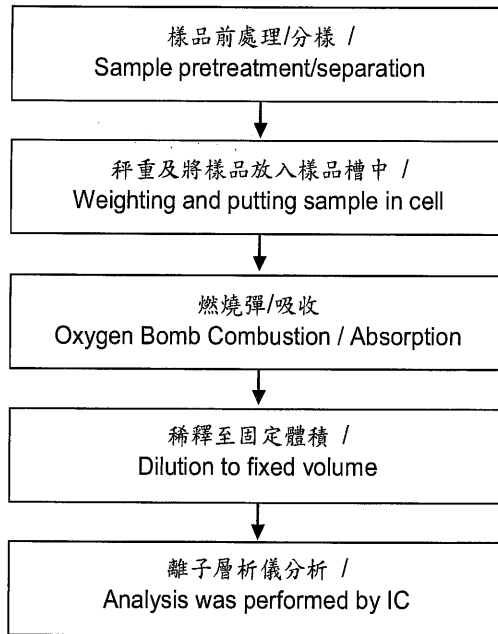 樣品前處理/分樣 /
Sample pretreatment/separation
秤重及將樣品放入樣品槽中 /
Weighting and putting sample in cell
燃燒彈/吸收
Oxygen Bomb Combustion / Absorption
稀釋至固定體積 /
Dilution to fixed volume
離子層析儀分析 /
Analysis was performed by IC